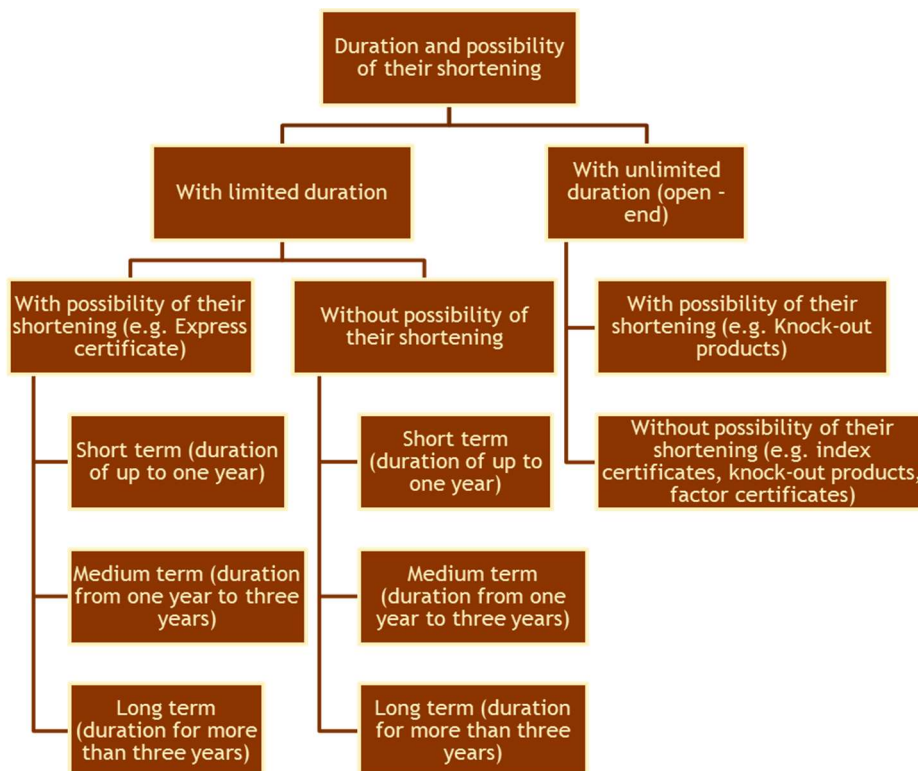 Duration and possibility
of their shortening
With limited duration
With unlimited
duration (open -
end)
With possibility of their
shortening (e.g. Express
certificate)
Without possibility of
their shortening
With possibility of their
shortening (e.g. Knock-out
products)
Short term (duration
of up to one year)
Short term
(duration of up to
one year)
Without possibility of their
shortening (e.g. index
certificates, knock-out products,
factor certificates)
Medium term (duration
from one year to three
years)
Medium term
(duration from one
year to three years)
Long term
(duration for more
than three years)
Long term (duration
for more than three
years)